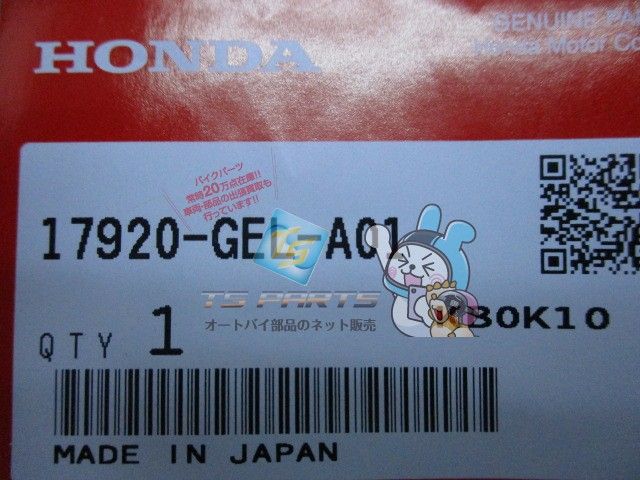 HONDA
GENUINE PA
Honda Motor Co
バイクパーツ
常時20万点在庫!!
車両・部品の出張買取も
行っています!!
17920-GEL-A01
TS PARTS
オートバイ部品のネット販売
30K10
QTY 1
MADE IN JAPAN